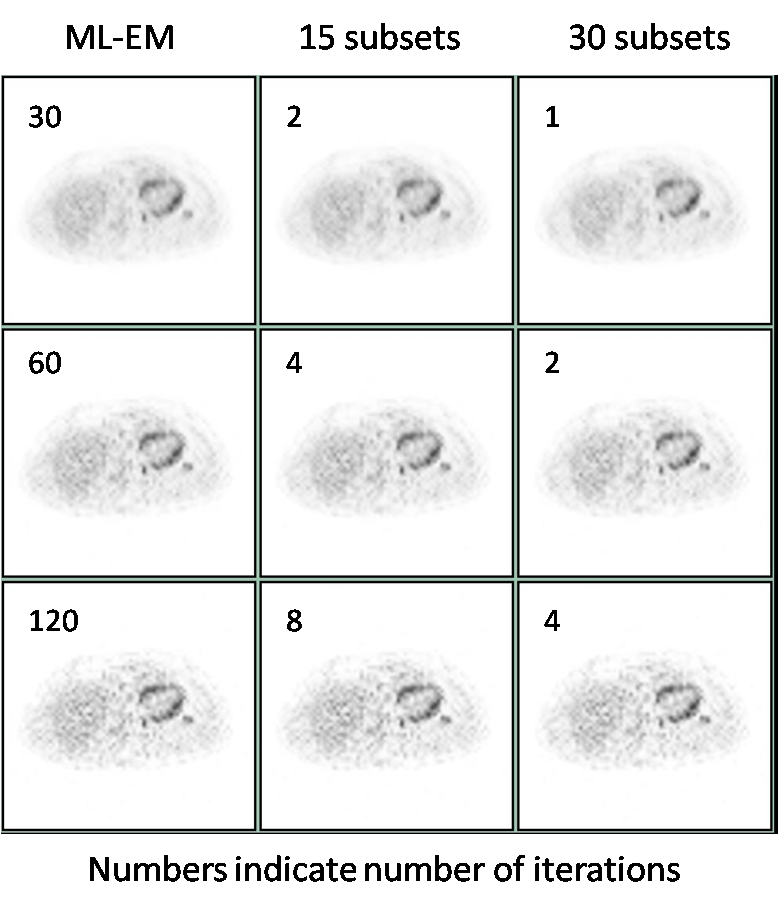 ML-EM 15 subsets 30 subsets
30 2 1
60 4 2
120 8 4
Numbers indicate number of iterations